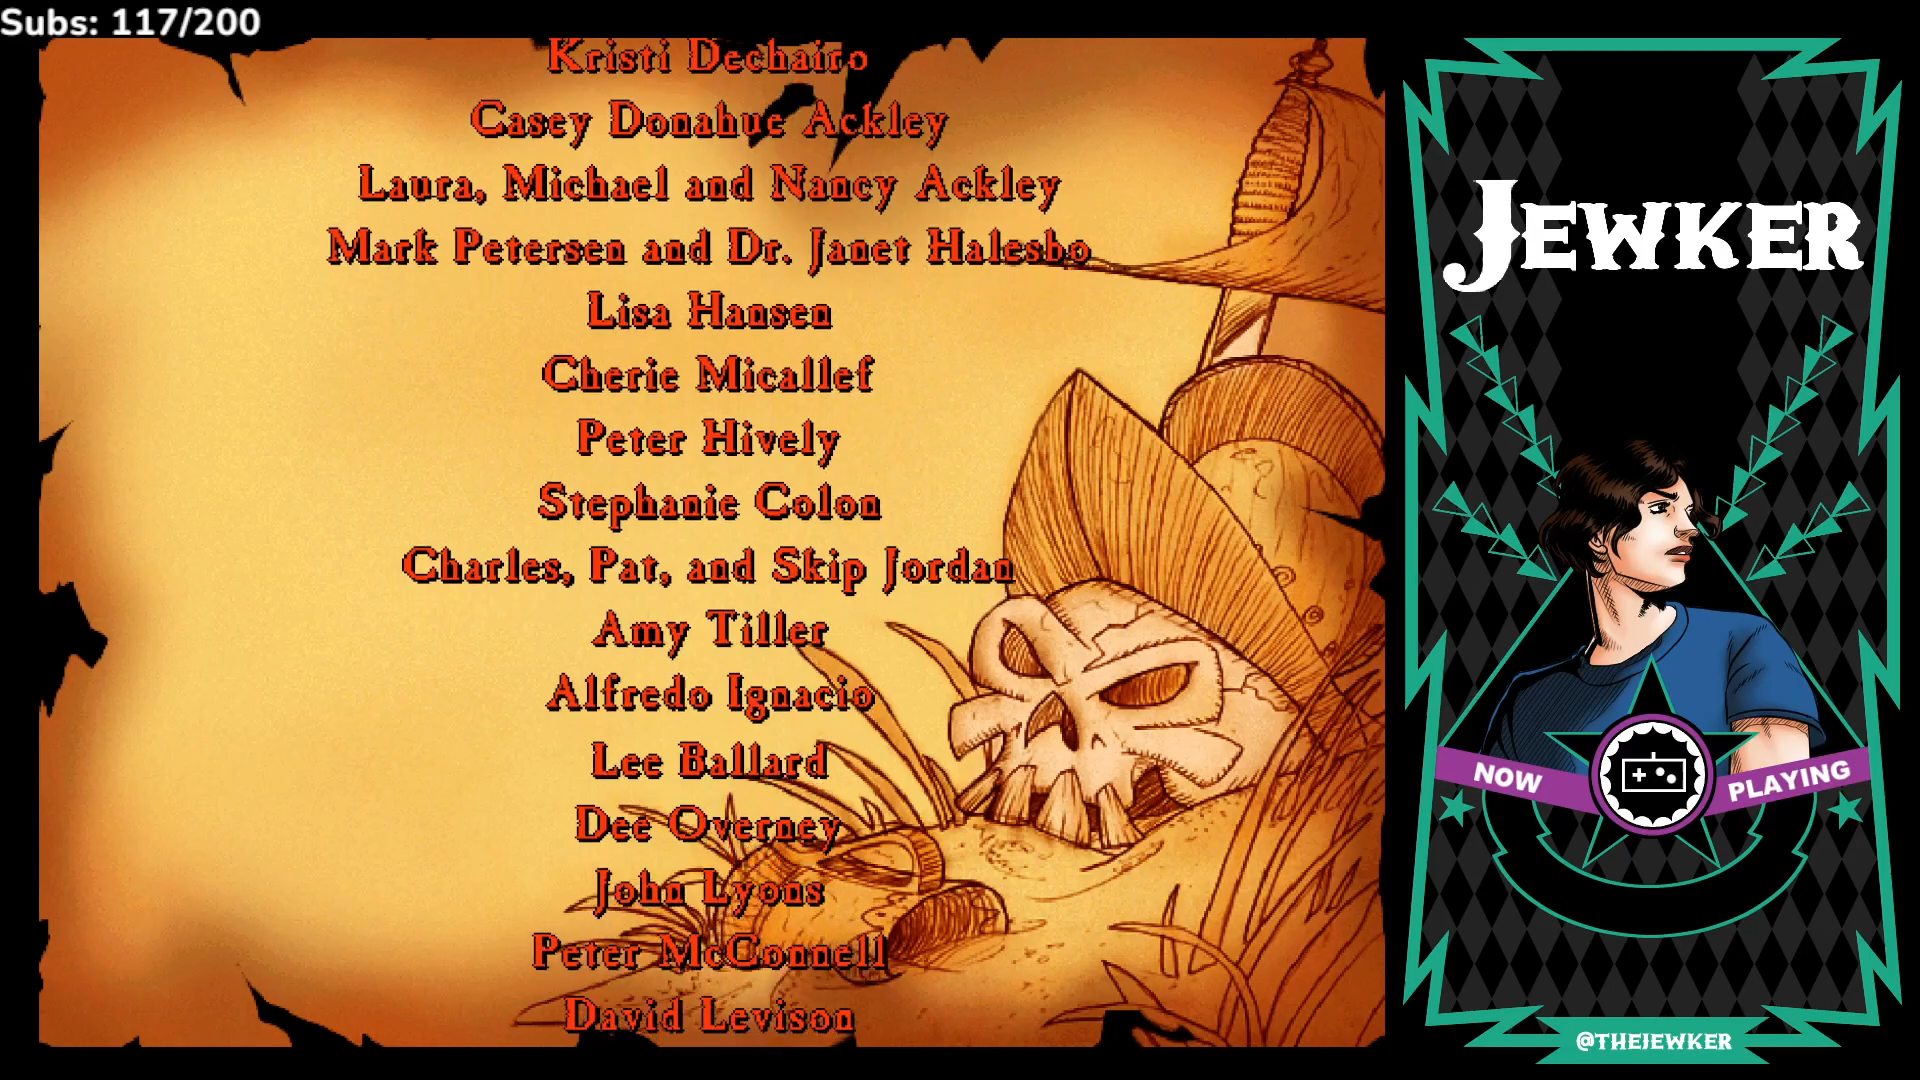 Subs: 117/200
Kristi Dechairo
Casey Donahue Ackley
Laura, Michael and Nancy Ackley
Mark Petersen and Dr. Janet Halesbo
Lisa Hansen
Cherie Micallef
Peter Hively
Stephanie Colon
Charles, Pat, and Skip Jordan
Amy Tiller
Alfredo Ignacio
Lee Ballard
Dee Overney
John Lyons
Peter McConnell
David Levison
JEWKER
NOW PLAYING
@THEJEWKER